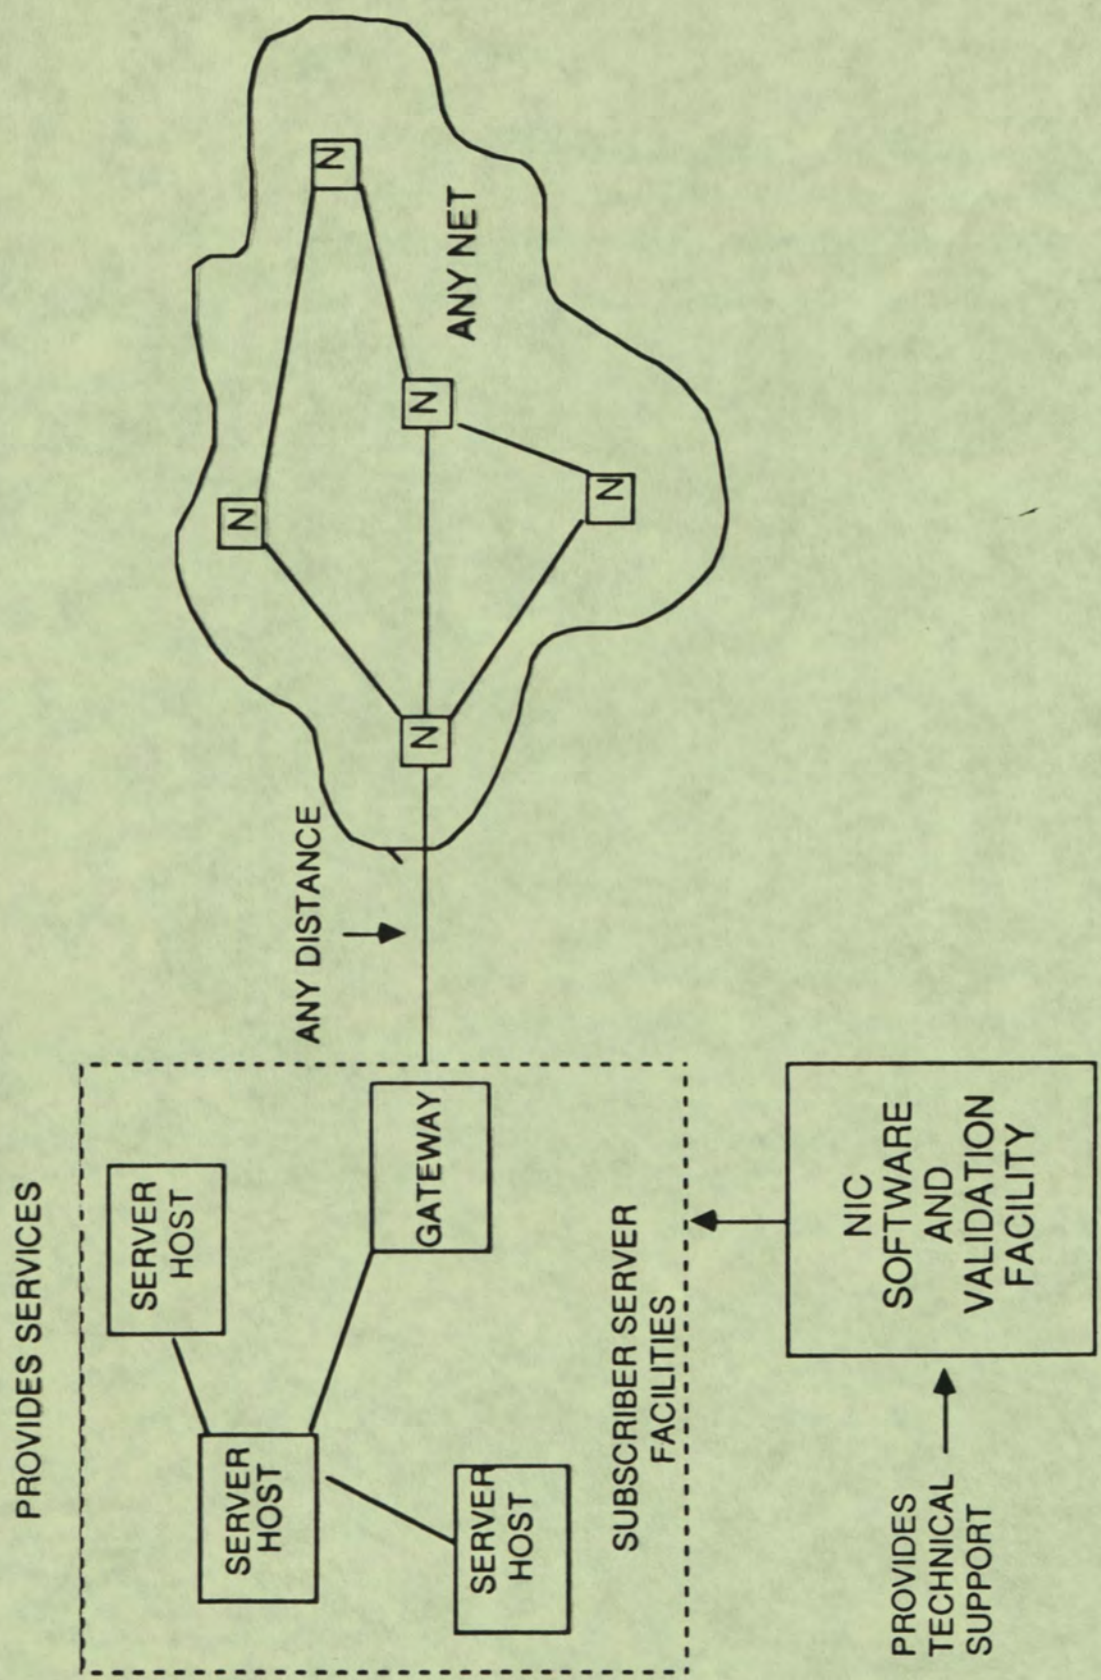 PROVIDES SERVICES
SERVER
HOST
SERVER
HOST
SERVER
HOST
GATEWAY
SUBSCRIBER SERVER
FACILITIES
ANY DISTANCE
N
N
N
N
N
ANY NET
PROVIDES
TECHNICAL
SUPPORT
NIC
SOFTWARE
AND
VALIDATION
FACILITY